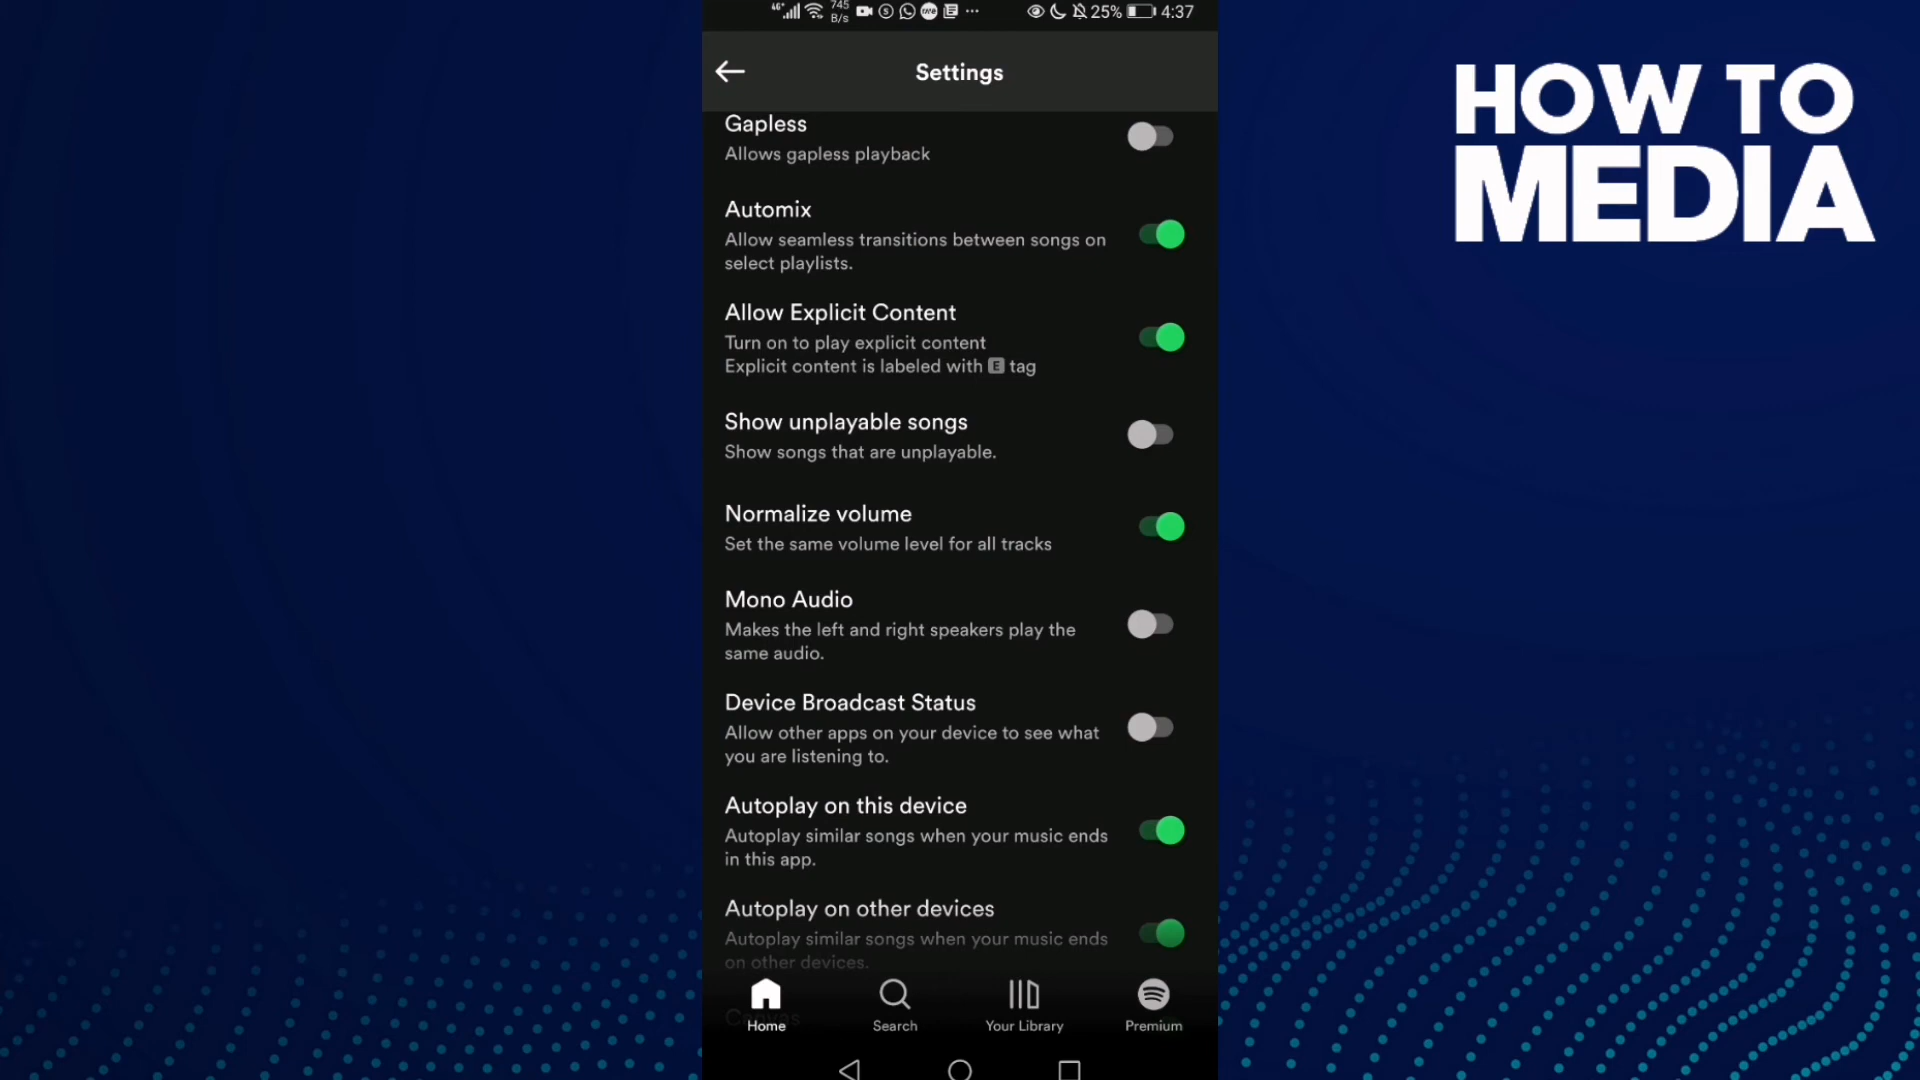 4G 745 B/s 25% 4:37
Settings
HOW TO
MEDIA
Gapless
Allows gapless playback
Automix
Allow seamless transitions between songs on
select playlists.
Allow Explicit Content
Turn on to play explicit content
Explicit content is labeled with E tag
Show unplayable songs
Show songs that are unplayable.
Normalize volume
Set the same volume level for all tracks
Mono Audio
Makes the left and right speakers play the
same audio.
Device Broadcast Status
Allow other apps on your device to see what
you are listening to.
Autoplay on this device
Autoplay similar songs when your music ends
in this app.
Autoplay on other devices
Autoplay similar songs when your music ends
on other devices.
Canvas
Home Search Your Library Premium